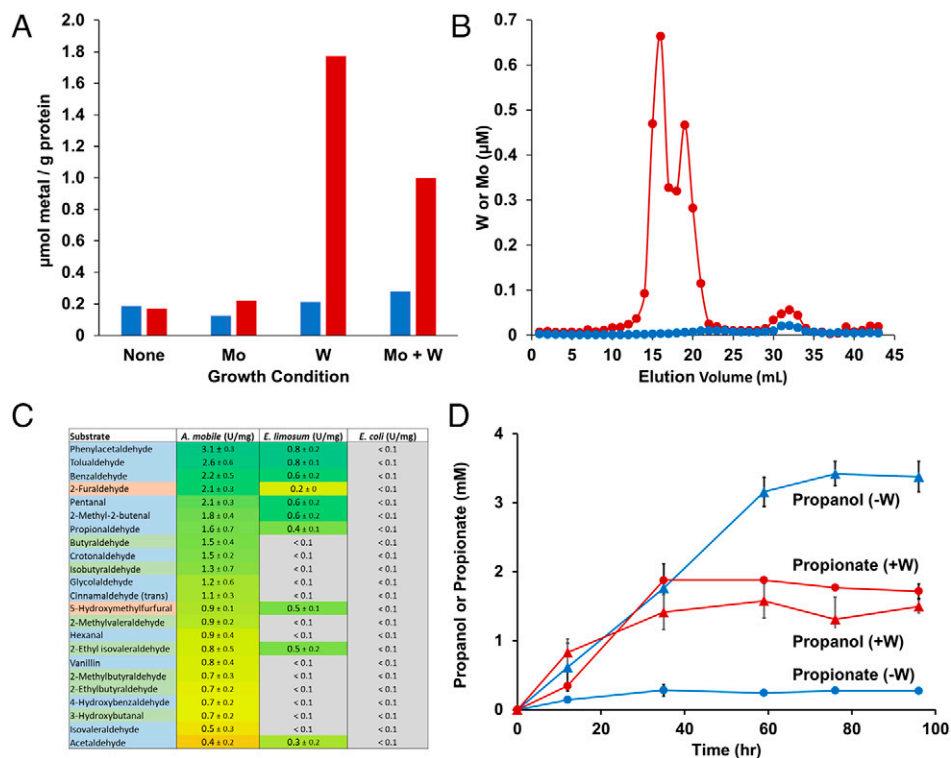 A
µmol metal / g protein
2.0
1.8
1.6
1.4
1.2
1.0
0.8
0.6
0.4
0.2
0
None Mo W Mo + W
Growth Condition
B
W or Mo (µM)
0.7
0.6
0.5
0.4
0.3
0.2
0.1
0
0 5 10 15 20 25 30 35 40 45
Elution Volume (mL)
C
Substrate A. mobile (U/mg) E. limosum (U/mg) E. coli (U/mg)
Phenylacetaldehyde 3.1 ± 0.3 0.8 ± 0.2 < 0.1
Tolualdehyde 2.6 ± 0.6 0.8 ± 0.1 < 0.1
Benzaldehyde 2.2 ± 0.5 0.6 ± 0.2 < 0.1
2-Furaldehyde 2.1 ± 0.3 0.2 ± 0 < 0.1
Pentanal 2.1 ± 0.3 0.6 ± 0.2 < 0.1
2-Methyl-2-butenal 1.8 ± 0.4 0.6 ± 0.2 < 0.1
Propionaldehyde 1.6 ± 0.7 0.4 ± 0.1 < 0.1
Butyraldehyde 1.5 ± 0.4 < 0.1 < 0.1
Crotonaldehyde 1.5 ± 0.2 < 0.1 < 0.1
Isobutyraldehyde 1.3 ± 0.7 < 0.1 < 0.1
Glycolaldehyde 1.2 ± 0.6 < 0.1 < 0.1
Cinnamaldehyde (trans) 1.1 ± 0.3 < 0.1 < 0.1
5-Hydroxymethylfurfural 0.9 ± 0.1 0.5 ± 0.1 < 0.1
2-Methylvaleraldehyde 0.9 ± 0.2 < 0.1 < 0.1
Hexanal 0.9 ± 0.4 < 0.1 < 0.1
2-Ethyl isovaleraldehyde 0.8 ± 0.5 0.5 ± 0.2 < 0.1
Vanillin 0.8 ± 0.4 < 0.1 < 0.1
2-Methylbutyraldehyde 0.7 ± 0.3 < 0.1 < 0.1
2-Ethylbutyraldehyde 0.7 ± 0.2 < 0.1 < 0.1
4-Hydroxybenzaldehyde 0.7 ± 0.2 < 0.1 < 0.1
3-Hydroxybutanal 0.7 ± 0.2 < 0.1 < 0.1
Isovaleraldehyde 0.5 ± 0.3 < 0.1 < 0.1
Acetaldehyde 0.4 ± 0.2 0.3 ± 0.2 < 0.1
D
Propanol or Propionate (mM)
4
3
2
1
0
Propanol (-W)
Propionate (+W)
Propanol (+W)
Propionate (-W)
0 20 40 60 80 100
Time (hr)